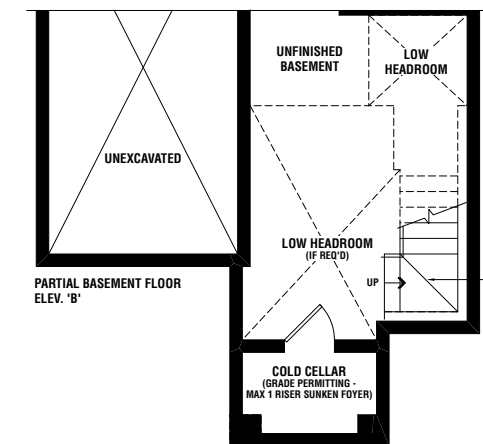 UNFINISHED
BASEMENT
LOW
HEADROOM
UNEXCAVATED
LOW HEADROOM
(IF REQ'D)
UP
PARTIAL BASEMENT FLOOR
ELEV. 'B'
COLD CELLAR
(GRADE PERMITTING -
MAX 1 RISER SUNKEN FOYER)